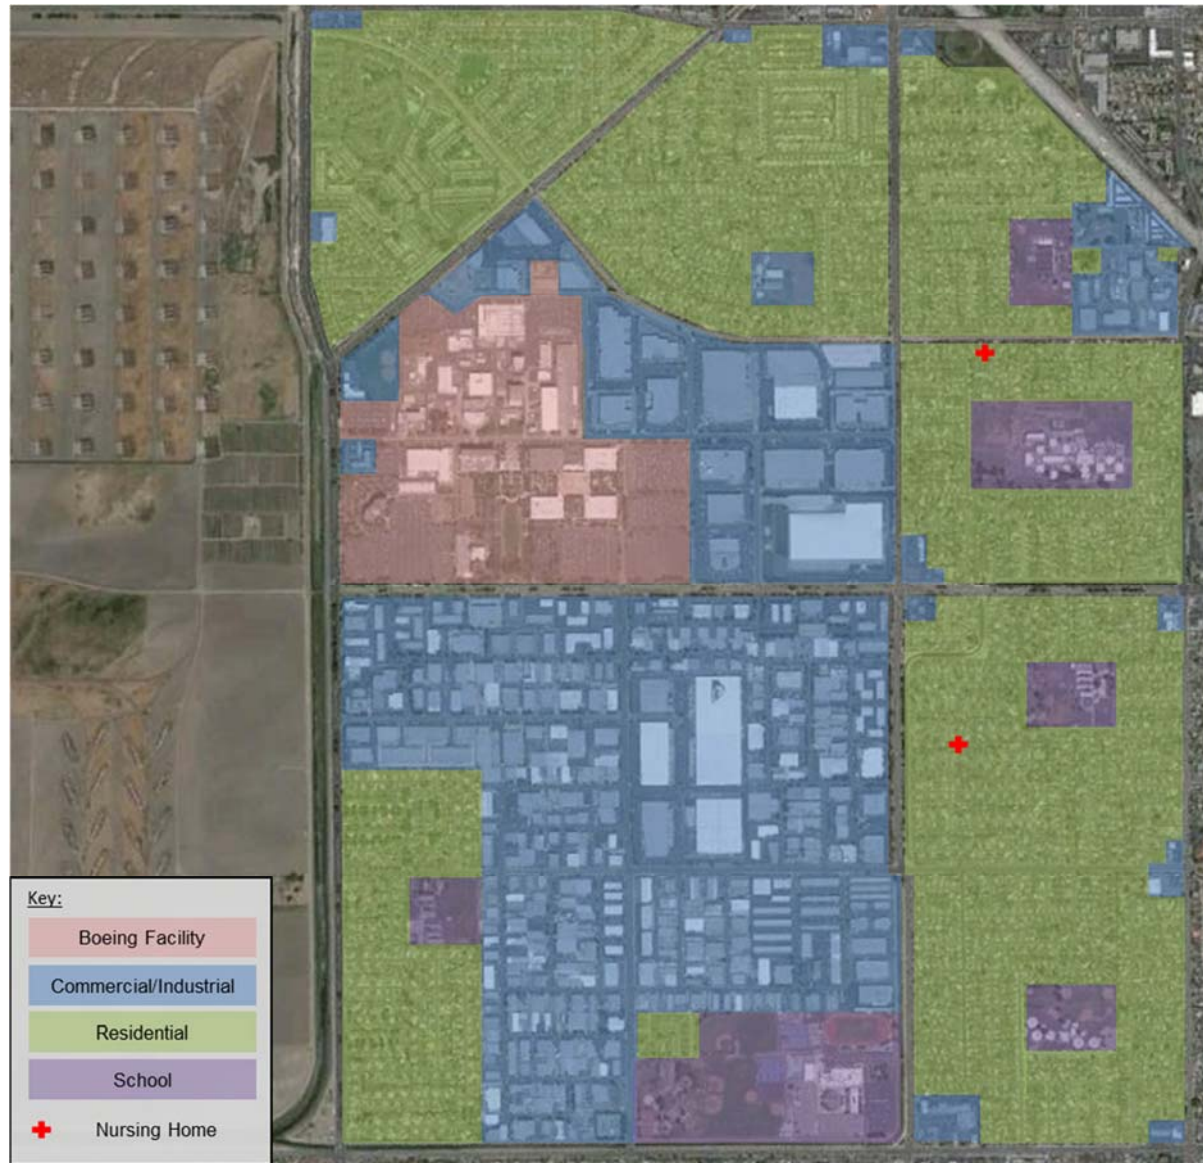 Key:
Boeing Facility
Commercial/Industrial
Residential
School
Nursing Home